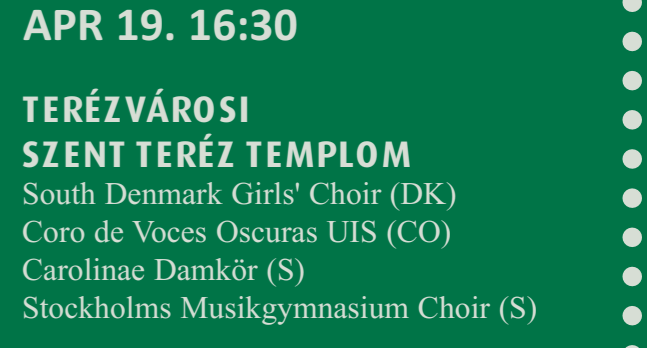 APR 19. 16:30
TERÉZVÁROSI
SZENT TERÉZ TEMPLOM
South Denmark Girls' Choir (DK)
Coro de Voces Oscuras UIS (CO)
Carolinae Damkör (S)
Stockholms Musikgymnasium Choir (S)